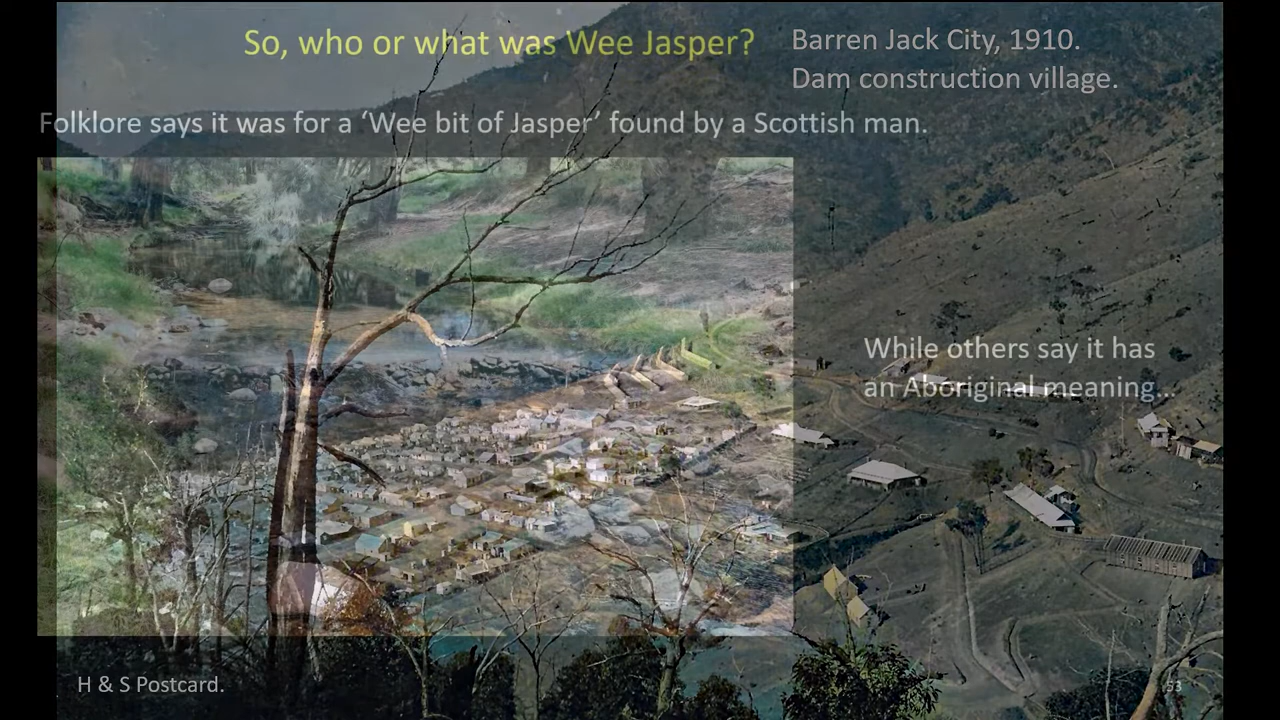 So, who or what was Wee Jasper?
Barren Jack City, 1910.
Dam construction village.
Folklore says it was for a ‘Wee bit of Jasper’ found by a Scottish man.
While others say it has
an Aboriginal meaning…
H & S Postcard.
53